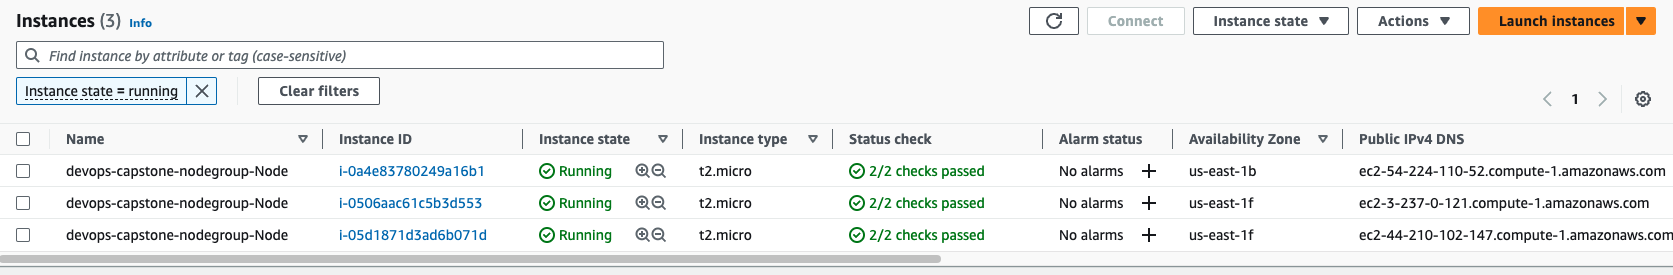 Instances (3) Info
Connect Instance state Actions Launch instances
Find instance by attribute or tag (case-sensitive)
Instance state = running Clear filters
1
Name Instance ID Instance state Instance type Status check Alarm status Availability Zone Public IPv4 DNS
devops-capstone-nodegroup-Node i-0a4e83780249a16b1 Running t2.micro 2/2 checks passed No alarms us-east-1b ec2-54-224-110-52.compute-1.amazonaws.com
devops-capstone-nodegroup-Node i-0506aac61c5b3d553 Running t2.micro 2/2 checks passed No alarms us-east-1f ec2-3-237-0-121.compute-1.amazonaws.com
devops-capstone-nodegroup-Node i-05d1871d3ad6b071d Running t2.micro 2/2 checks passed No alarms us-east-1f ec2-44-210-102-147.compute-1.amazonaws.com